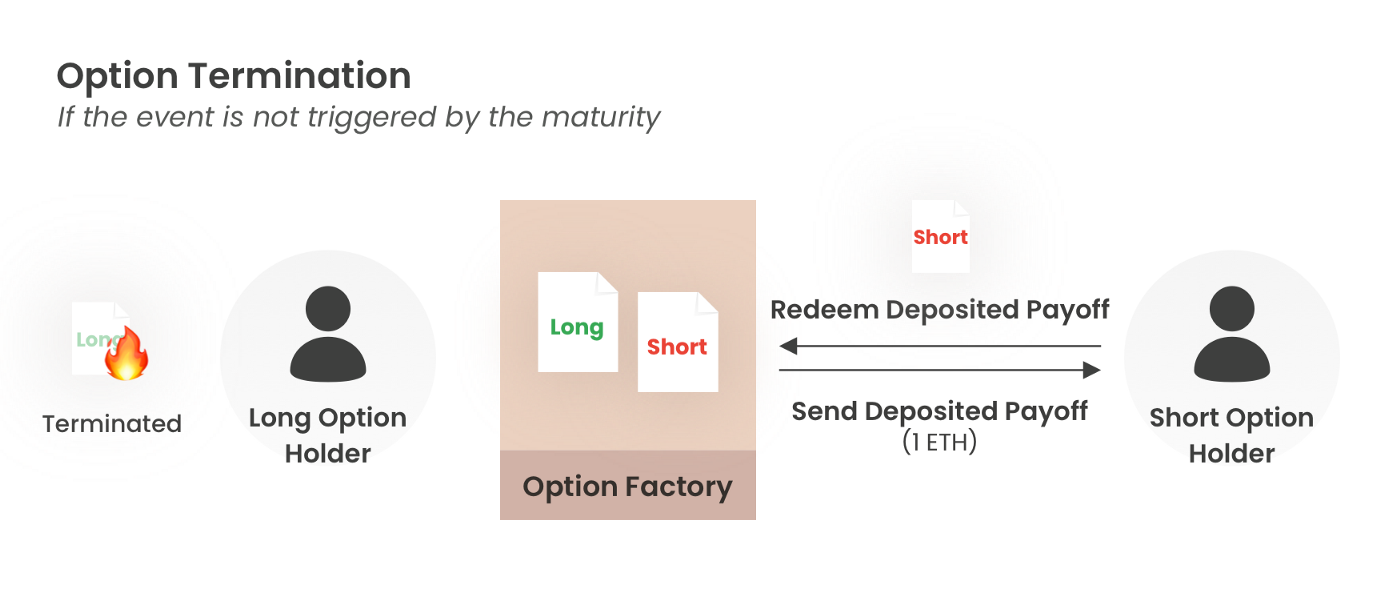 Option Termination
If the event is not triggered by the maturity
Long
Terminated
Long Option
Holder
Long
Short
Option Factory
Short
Redeem Deposited Payoff
Send Deposited Payoff
(1 ETH)
Short Option
Holder